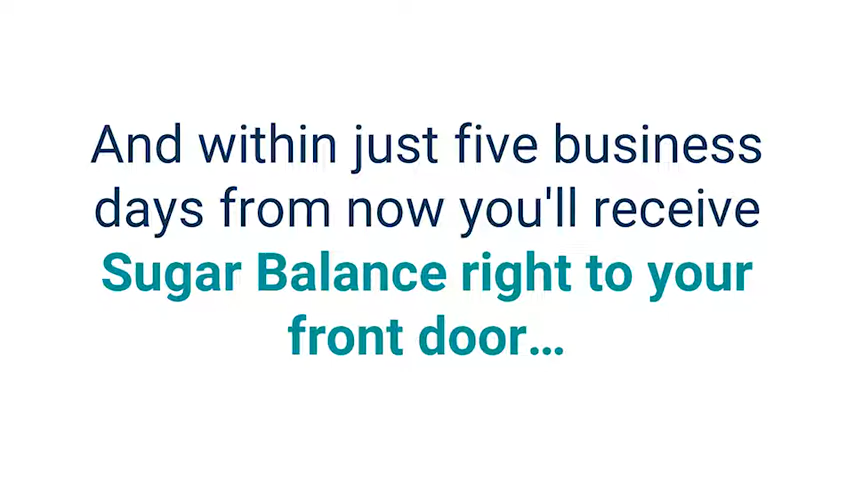 And within just five business
days from now you'll receive
Sugar Balance right to your
front door...